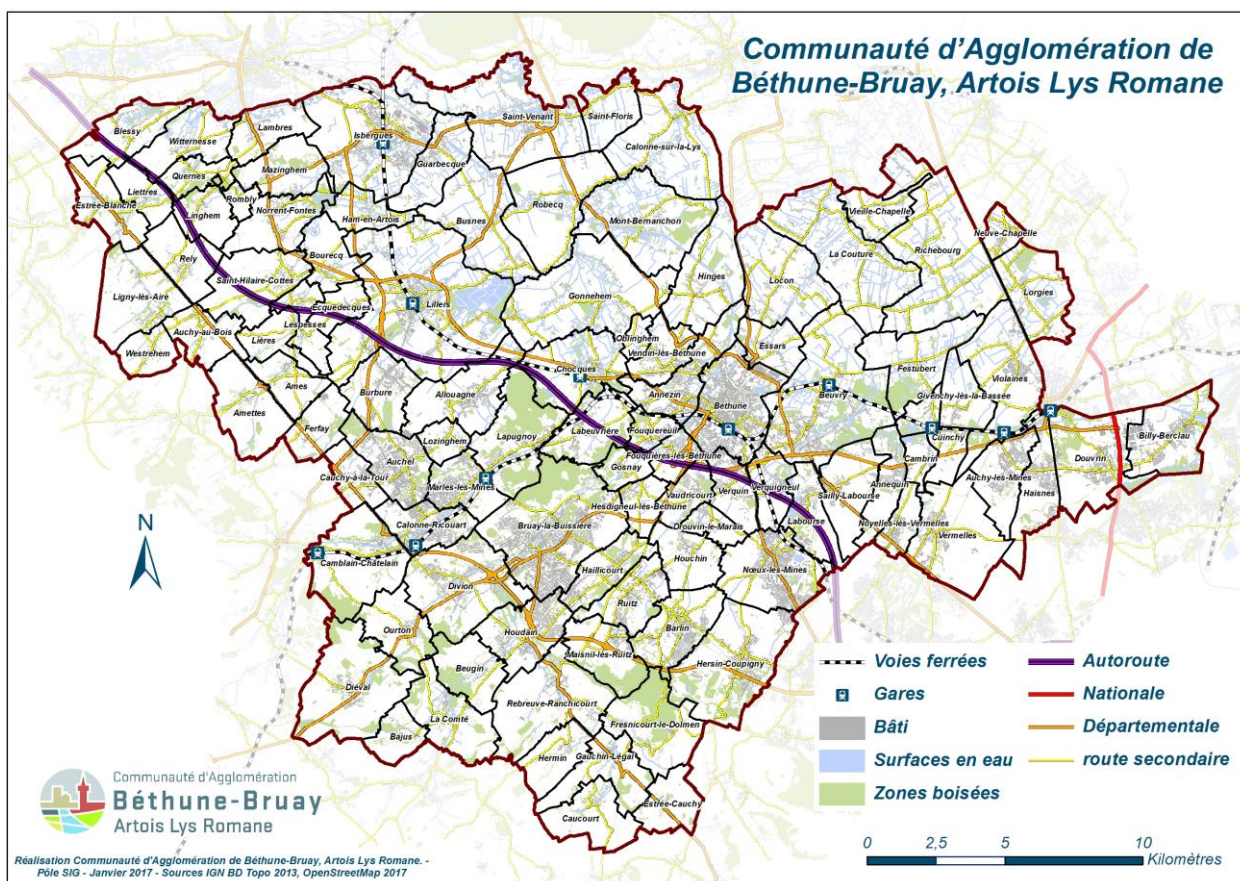 Communauté d'Agglomération de
Béthune-Bruay, Artois Lys Romane
Blessy
Witternesse
Lambres
Isbergues
Saint-Venant
Saint-Floris
Quernes
Mazinghem
Guarbecque
Calonne-sur-la-Lys
Liettres
Estrée-Blanche
Linghem
Rombly
Norrent-Fontes
Ham-en-Artois
Busnes
Robecq
Mont-Bernanchon
Vieille-Chapelle
Neuve-Chapelle
Rely
Bourecq
La Couture
Richebourg
Saint-Hilaire-Cottes
Hinges
Locon
Lorgies
Ligny-lès-Aire
Ecquedecques
Lillers
Gonnehem
Auchy-au-Bois
Lespesses
Lières
Westrehem
Oblinghem
Vendin-lès-Béthune
Essars
Festubert
Violaines
Chocques
Ames
Burbure
Allouagne
Annezin
Béthune
Beuvry
Givenchy-lès-la-Bassée
Amettes
Ferfay
Lozinghem
Lapugnoy
Labeuvrière
Fouquereuil
Cuinchy
Billy-Berclau
Auchel
Fouquières-lès-Béthune
Cambrin
Douvrin
Cauchy-à-la-Tour
Marles-les-Mines
Gosnay
Verquigneul
Annequin
Auchy-les-Mines
Haisnes
Vaudricourt
Verquin
Sailly-Labourse
Hesdigneul-lès-Béthune
Labourse
Noyelles-lès-Vermelles
Vermelles
Calonne-Ricouart
Bruay-la-Buissière
Drouvin-le-Marais
Houchin
Camblain-Châtelain
Haillicourt
Nœux-les-Mines
Divion
Ruitz
Ourton
Houdain
Barlin
Maisnil-lès-Ruitz
Hersin-Coupigny
Beugin
Diéval
Rebreuve-Ranchicourt
La Comté
Fresnicourt-le-Dolmen
Bajus
Hermin
Gauchin-Légal
Estrée-Cauchy
Caucourt
N
Voies ferrées
Gares
Bâti
Surfaces en eau
Zones boisées
Autoroute
Nationale
Départementale
route secondaire
0 2,5 5 10
Kilomètres
Communauté d'Agglomération
Béthune-Bruay
Artois Lys Romane
Réalisation Communauté d'Agglomération de Béthune-Bruay, Artois Lys Romane. -
Pôle SIG - Janvier 2017 - Sources IGN BD Topo 2013, OpenStreetMap 2017